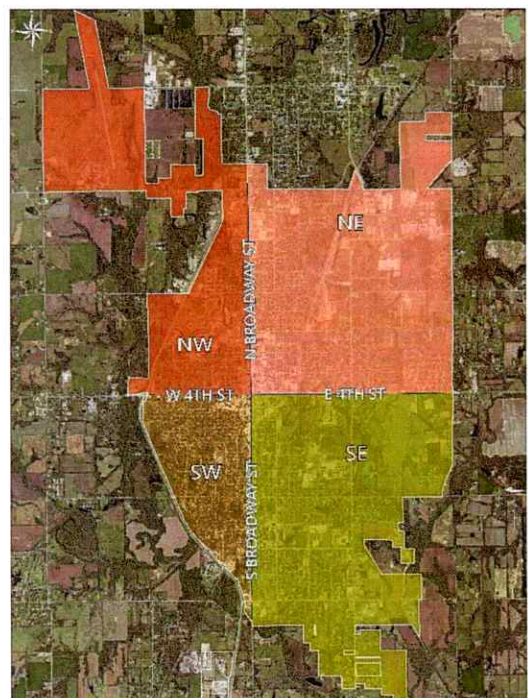 NE
N BROADWAY ST
NW
W 4TH ST
E 4TH ST
SW
SE
S BROADWAY ST